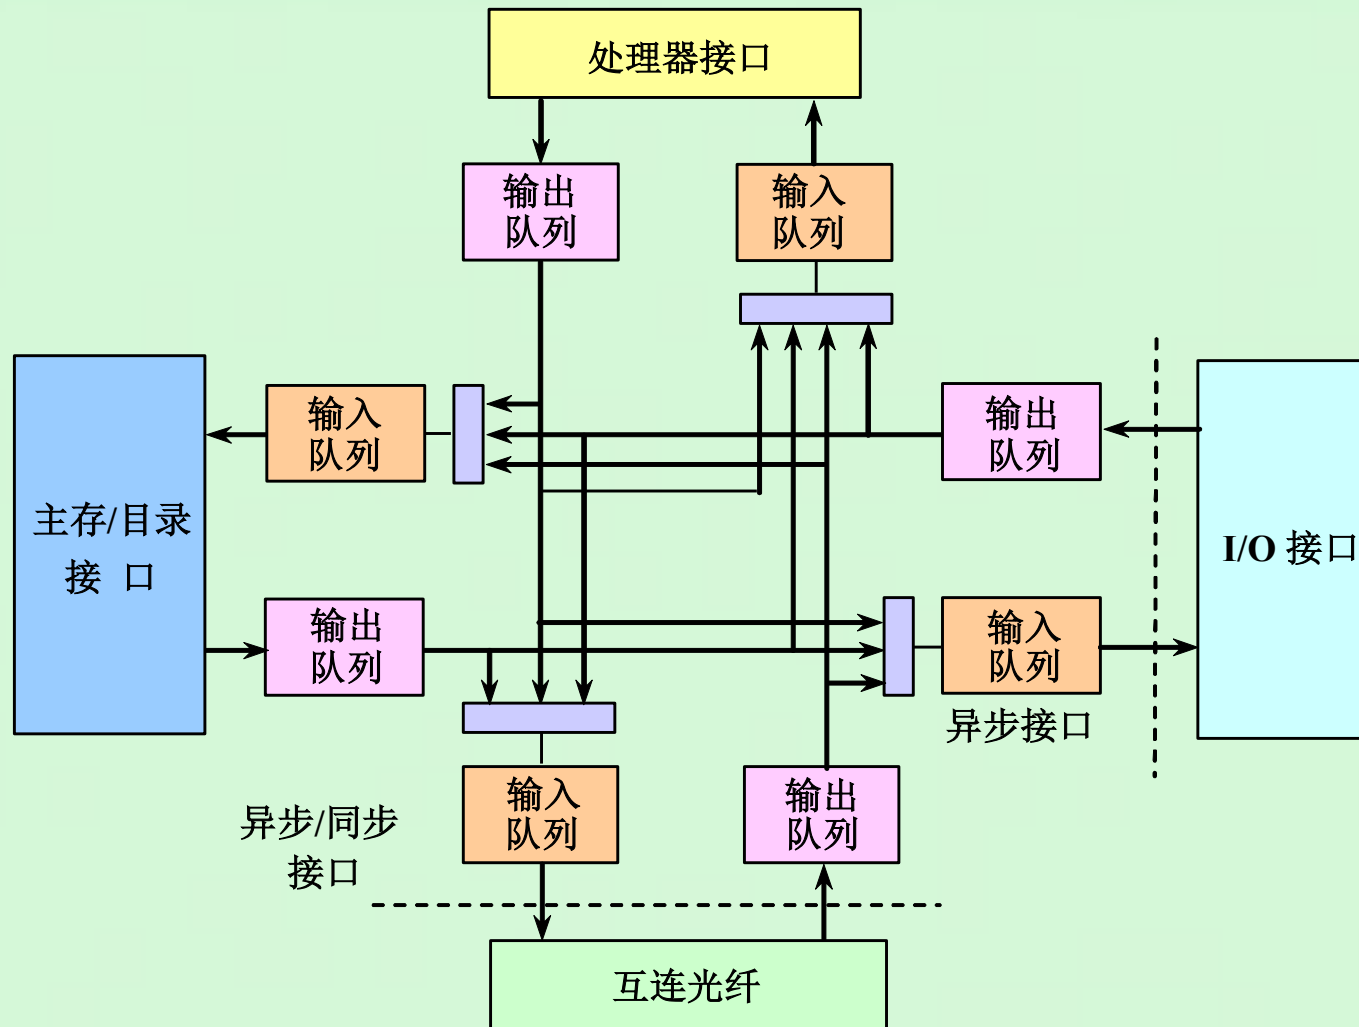 处理器接口
输出
队列
输入
队列
输入
队列
输出
队列
主存/目录
接 口
I/O 接口
输出
队列
输入
队列
异步接口
输入
队列
输出
队列
异步/同步
接口
互连光纤